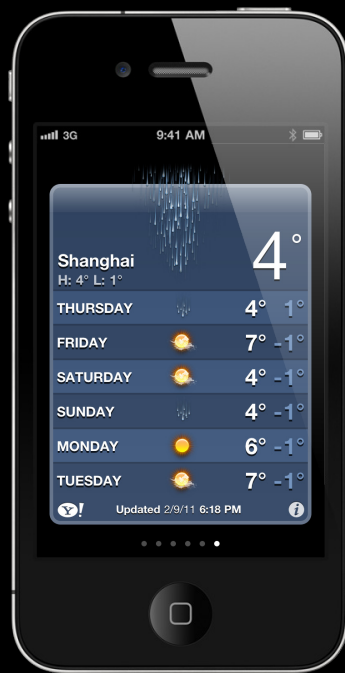 3G 9:41 AM
Shanghai 4°
H: 4° L: 1°
THURSDAY 4° 1°
FRIDAY 7° -1°
SATURDAY 4° -1°
SUNDAY 4° -1°
MONDAY 6° -1°
TUESDAY 7° -1°
Y! Updated 2/9/11 6:18 PM i